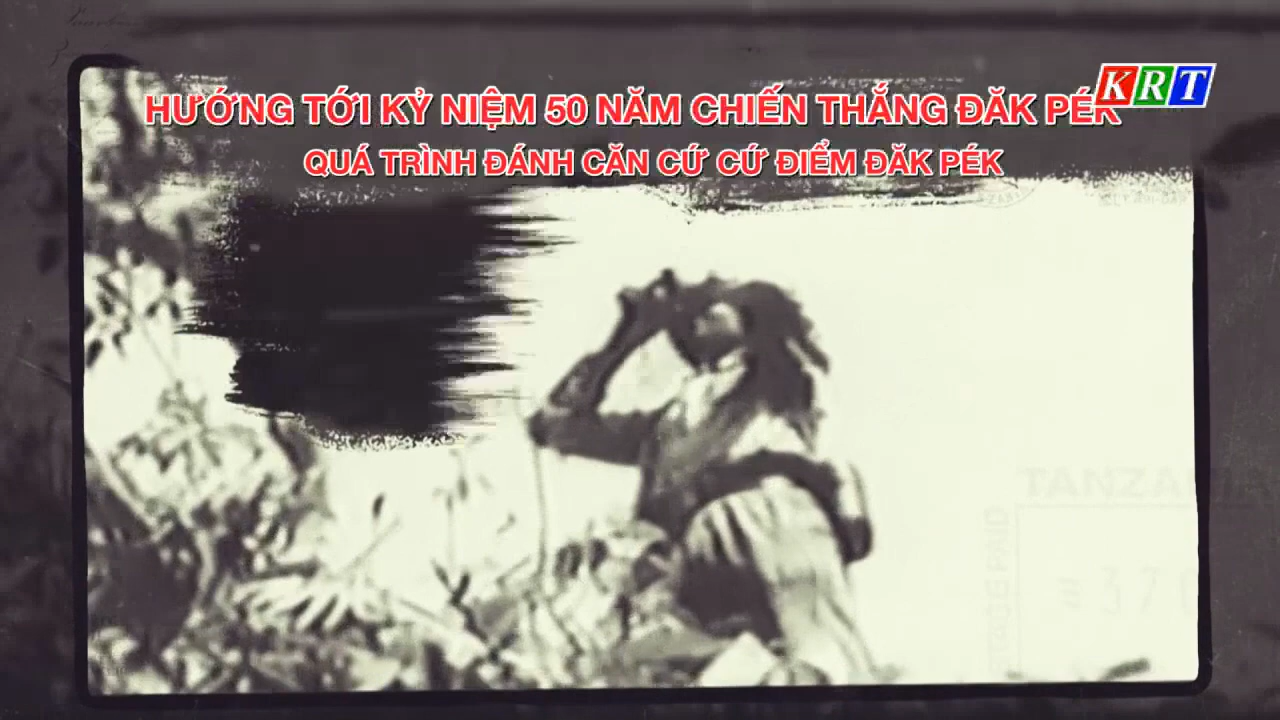 KRT
HƯỚNG TỚI KỶ NIỆM 50 NĂM CHIẾN THẮNG ĐĂK PÉK
QUÁ TRÌNH ĐÁNH CĂN CỨ CỨ ĐIỂM ĐĂK PÉK
TANZANIA